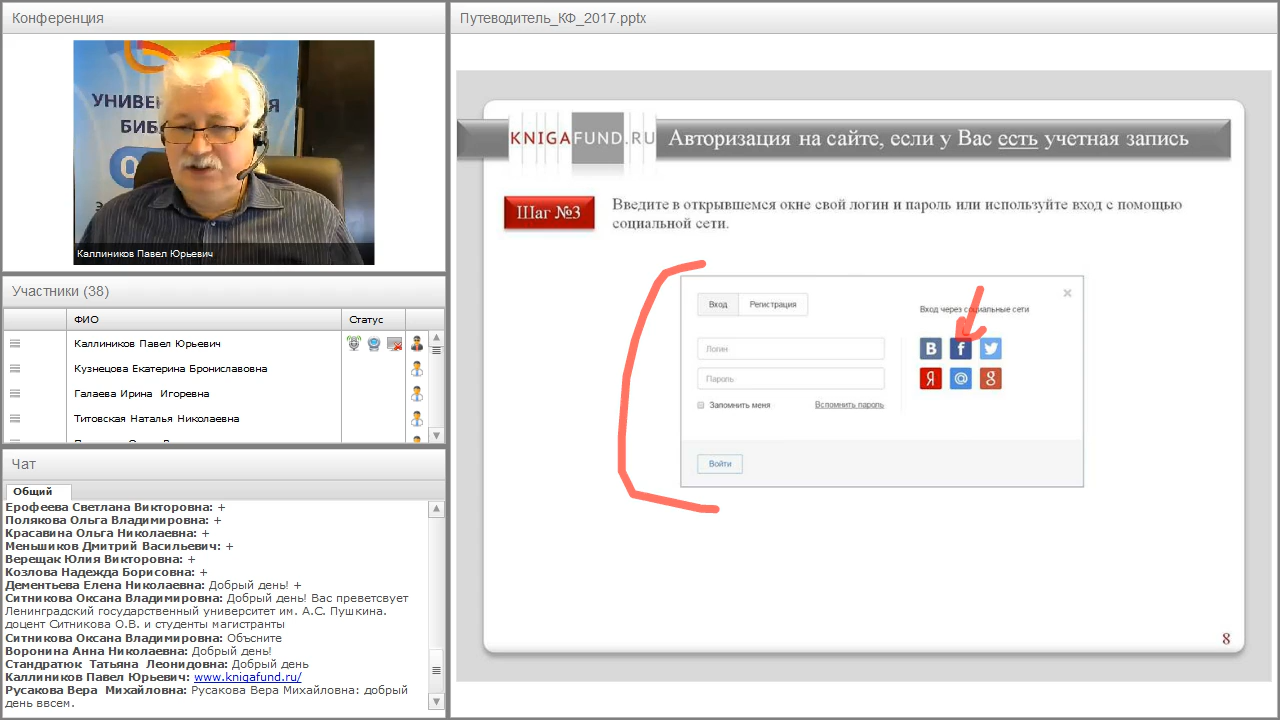 Конференция
УНИВЕ
Я
БИБЛ
Каллиников Павел Юрьевич
Участники (38)
ФИО
Статус
Каллиников Павел Юрьевич
Кузнецова Екатерина Брониславовна
Галаева Ирина Игоревна
Титовская Наталья Николаевна
Чат
Общий
Ерофеева Светлана Викторовна: +
Полякова Ольга Владимировна: +
Красавина Ольга Николаевна: +
Меньшиков Дмитрий Васильевич: +
Верещак Юлия Викторовна: +
Козлова Надежда Борисовна: +
Дементьева Елена Николаевна: Добрый день! +
Ситникова Оксана Владимировна: Добрый день! Вас преветсвует
Ленинградский государственный университет им. А.С. Пушкина.
доцент Ситникова О.В. и студенты магистранты
Ситникова Оксана Владимировна: Объсните
Воронина Анна Николаевна: Добрый день!
Стандратюк Татьяна Леонидовна: Добрый день
Каллиников Павел Юрьевич: www.knigafund.ru/
Русакова Вера Михайловна: Русакова Вера Михайловна: добрый
день ввсем.
Путеводитель_КФ_2017.pptx
KNIGAFUND.RU
Авторизация на сайте, если у Вас есть учетная запись
Шаг №3
Введите в открывшемся окне свой логин и пароль или используйте вход с помощью
социальной сети.
Вход
Регистрация
Логин
Пароль
Запомнить меня
Вспомнить пароль
Войти
Вход через социальные сети
В f
Я @ g
8